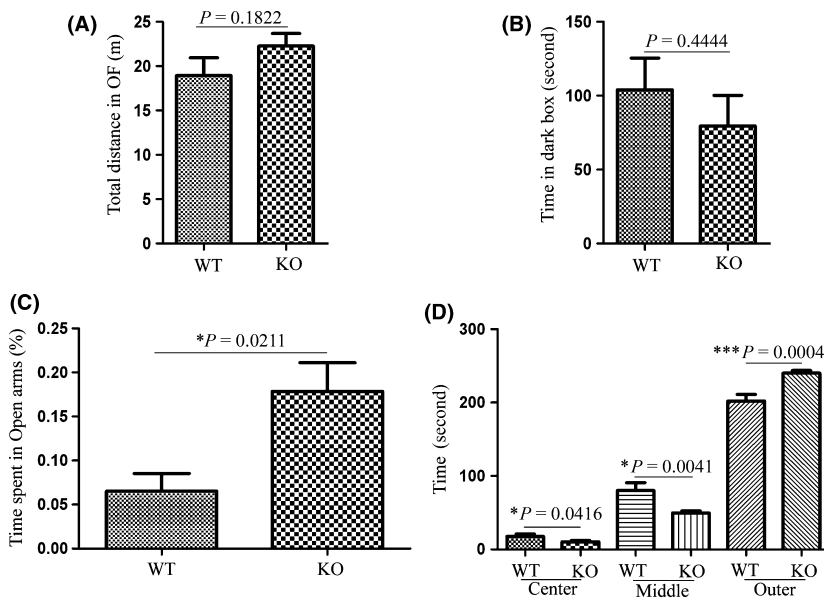 (A)
Total distance in OF (m)
25
20
15
10
5
0
P = 0.1822
WT KO
(B)
Time in dark box (second)
150
100
50
0
P = 0.4444
WT KO
(C)
Time spent in Open arms (%)
0.25
0.20
0.15
0.10
0.05
0.00
*P = 0.0211
WT KO
(D)
Time (second)
300
200
100
0
*P = 0.0416
*P = 0.0041
***P = 0.0004
WT KO WT KO WT KO
Center Middle Outer